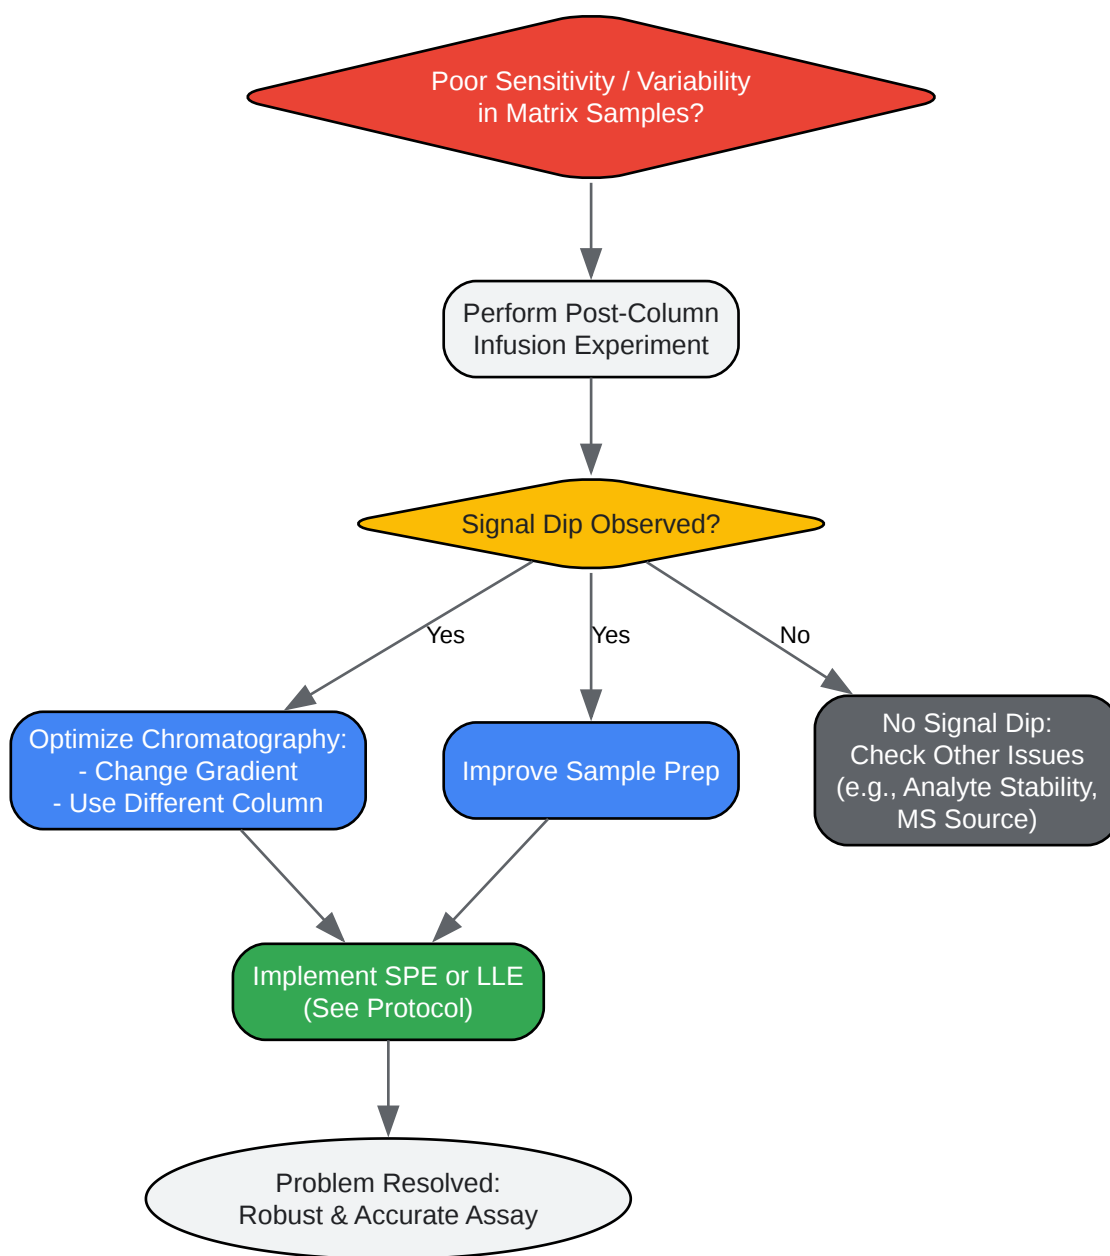 Poor Sensitivity / Variability
in Matrix Samples?
Perform Post-Column
Infusion Experiment
Signal Dip Observed?
Yes
Yes
No
Optimize Chromatography:
- Change Gradient
- Use Different Column
Improve Sample Prep
No Signal Dip:
Check Other Issues
(e.g., Analyte Stability,
MS Source)
Implement SPE or LLE
(See Protocol)
Problem Resolved:
Robust & Accurate Assay